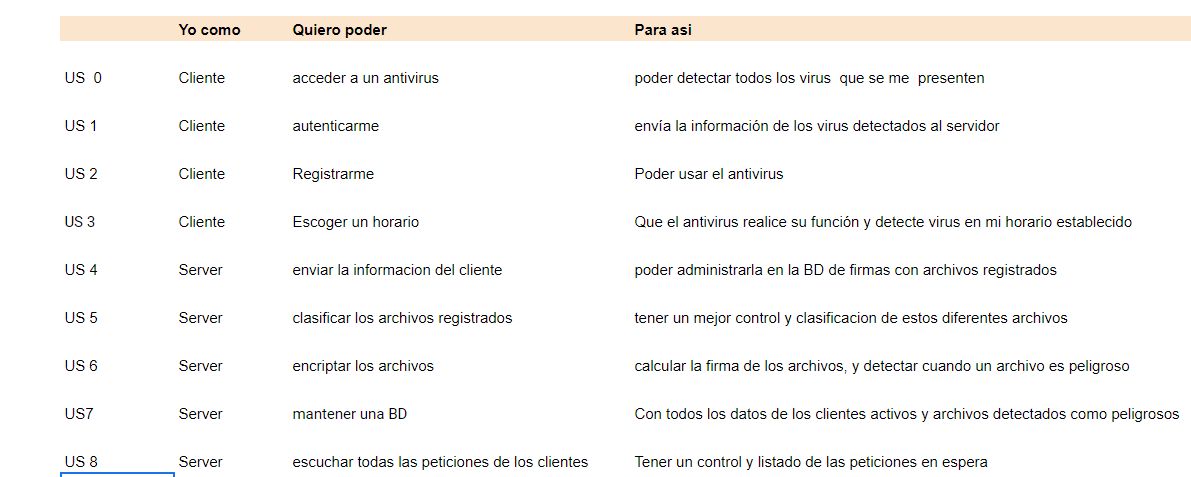 Yo como Quiero poder Para asi
US 0 Cliente acceder a un antivirus poder detectar todos los virus que se me presenten
US 1 Cliente autenticarme envía la información de los virus detectados al servidor
US 2 Cliente Registrarme Poder usar el antivirus
US 3 Cliente Escoger un horario Que el antivirus realice su función y detecte virus en mi horario establecido
US 4 Server enviar la informacion del cliente poder administrarla en la BD de firmas con archivos registrados
US 5 Server clasificar los archivos registrados tener un mejor control y clasificacion de estos diferentes archivos
US 6 Server encriptar los archivos calcular la firma de los archivos, y detectar cuando un archivo es peligroso
US7 Server mantener una BD Con todos los datos de los clientes activos y archivos detectados como peligrosos
US 8 Server escuchar todas las peticiones de los clientes Tener un control y listado de las peticiones en espera